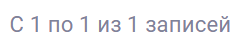 С 1 по 1 из 1 записей